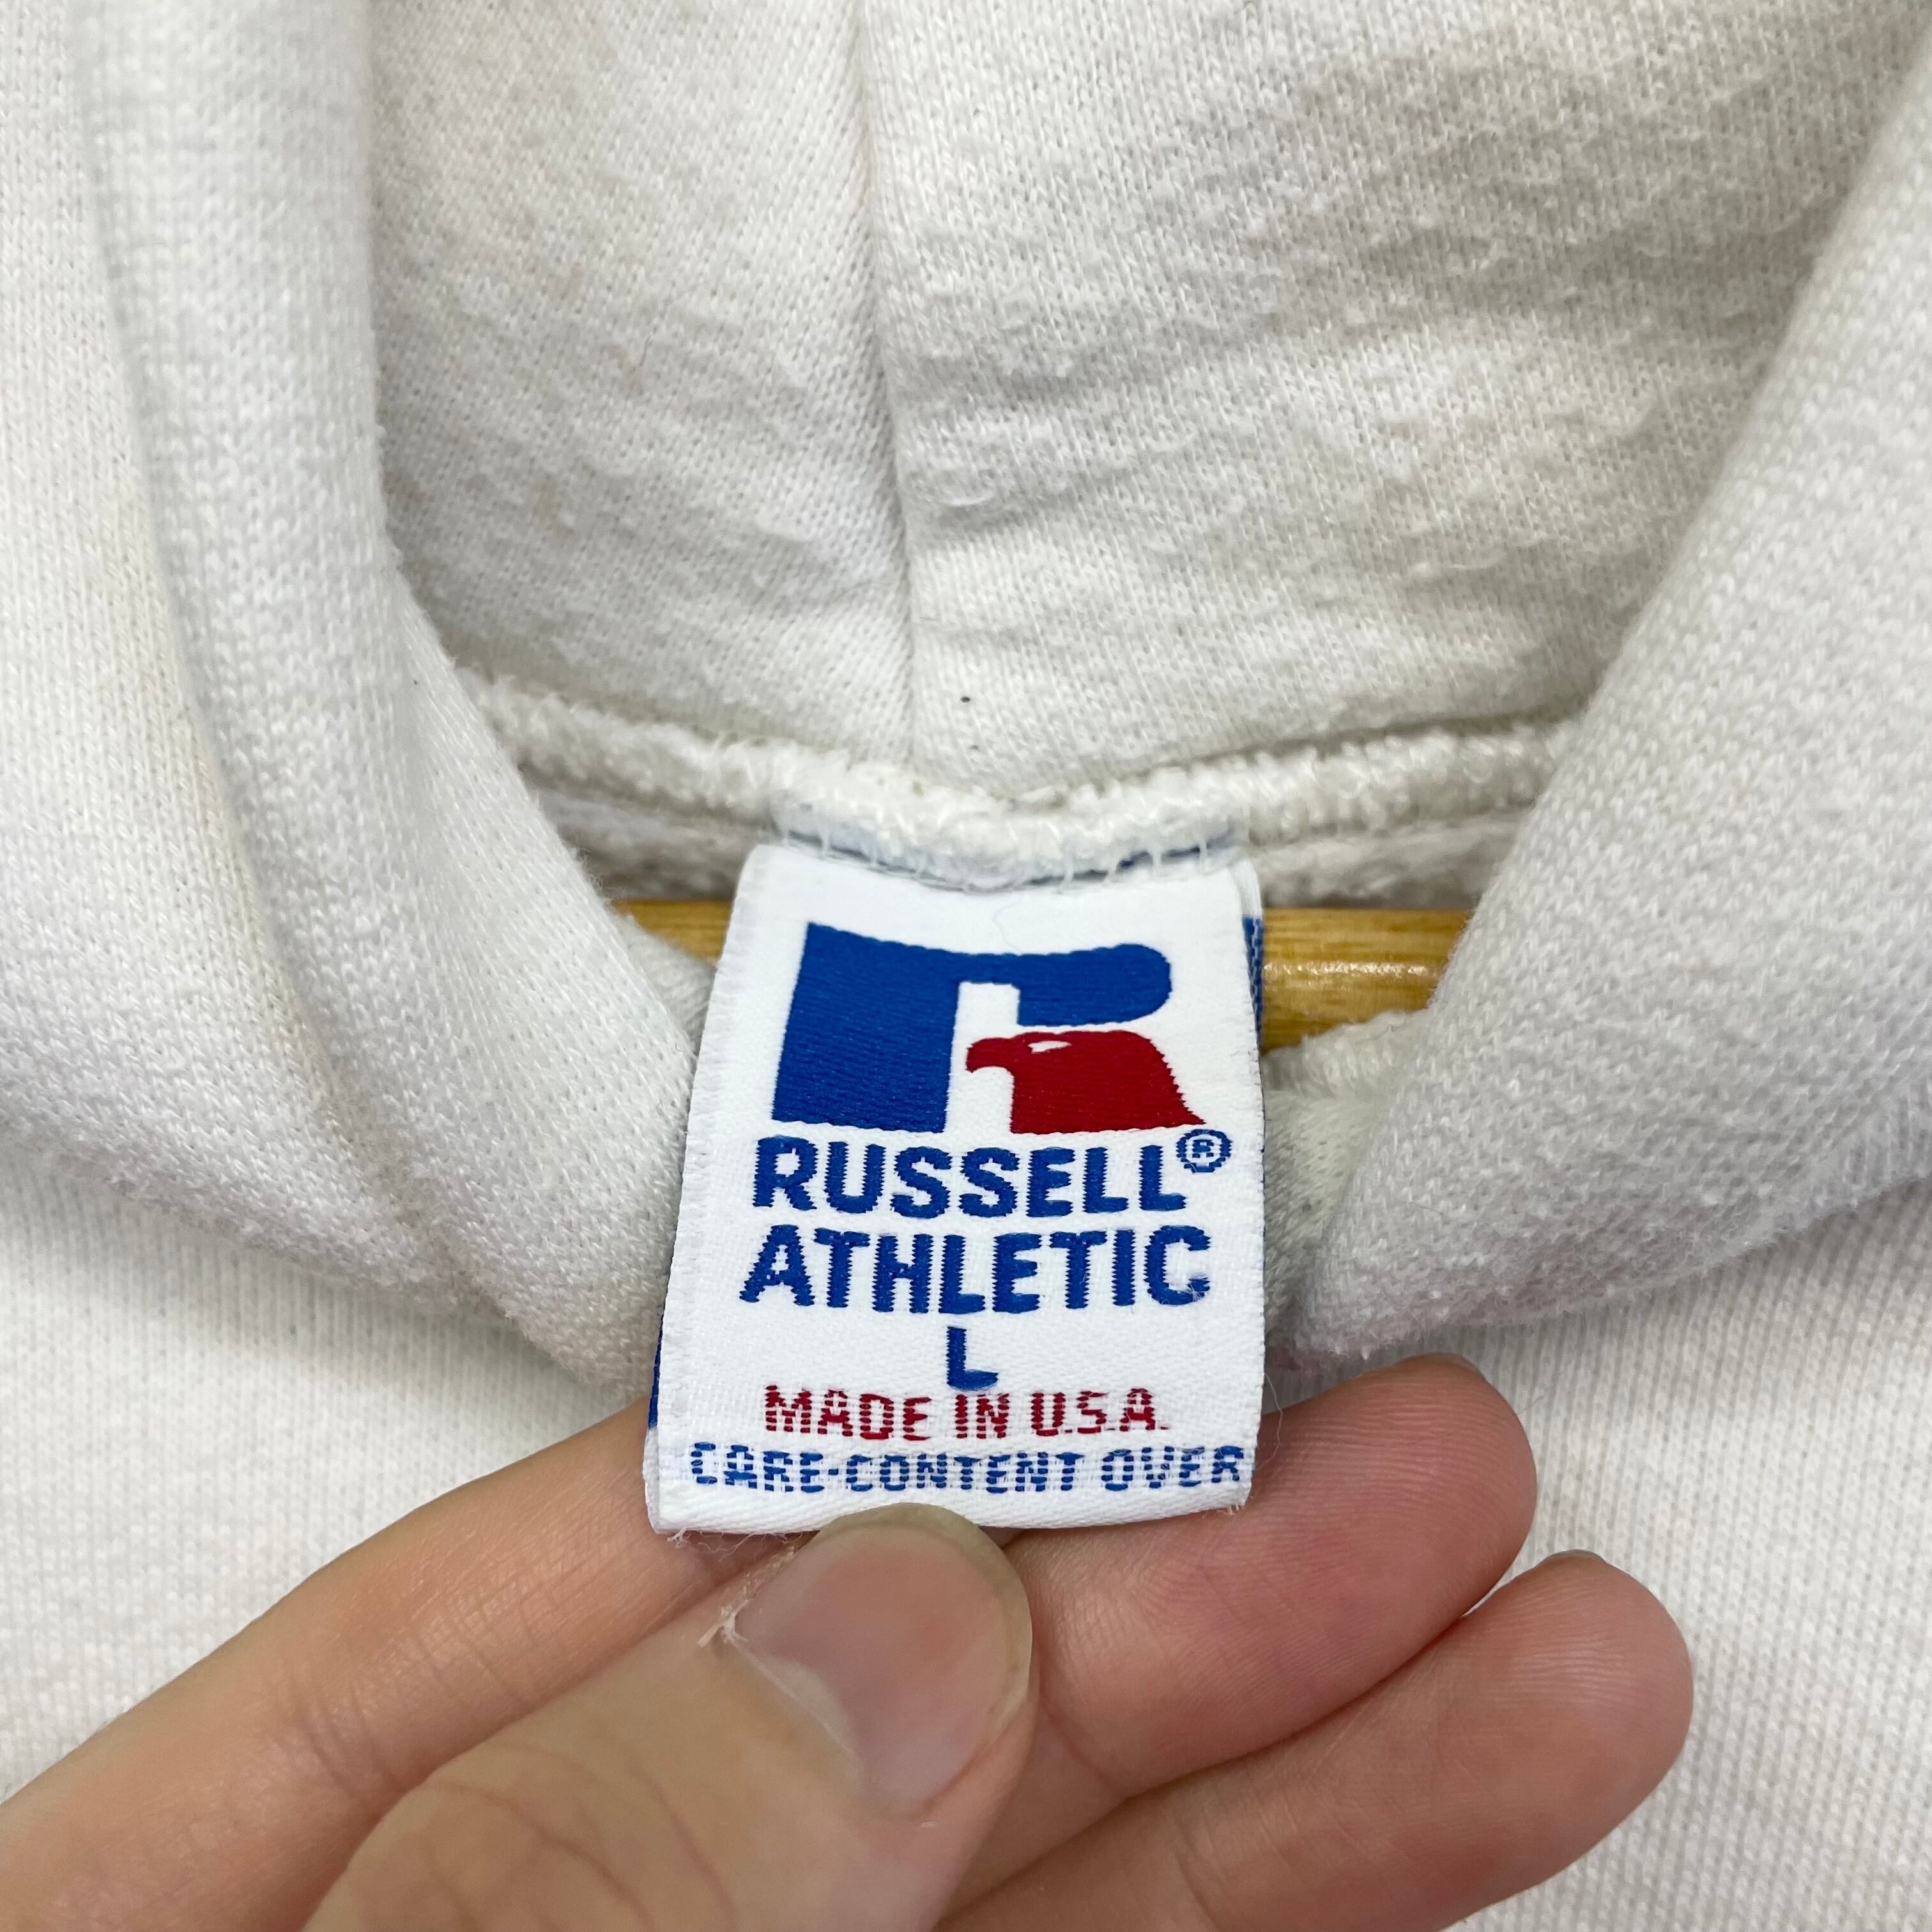 R
RUSSELL®
ATHLETIC
L
MADE IN U.S.A.
CARE-CONTENT OVER